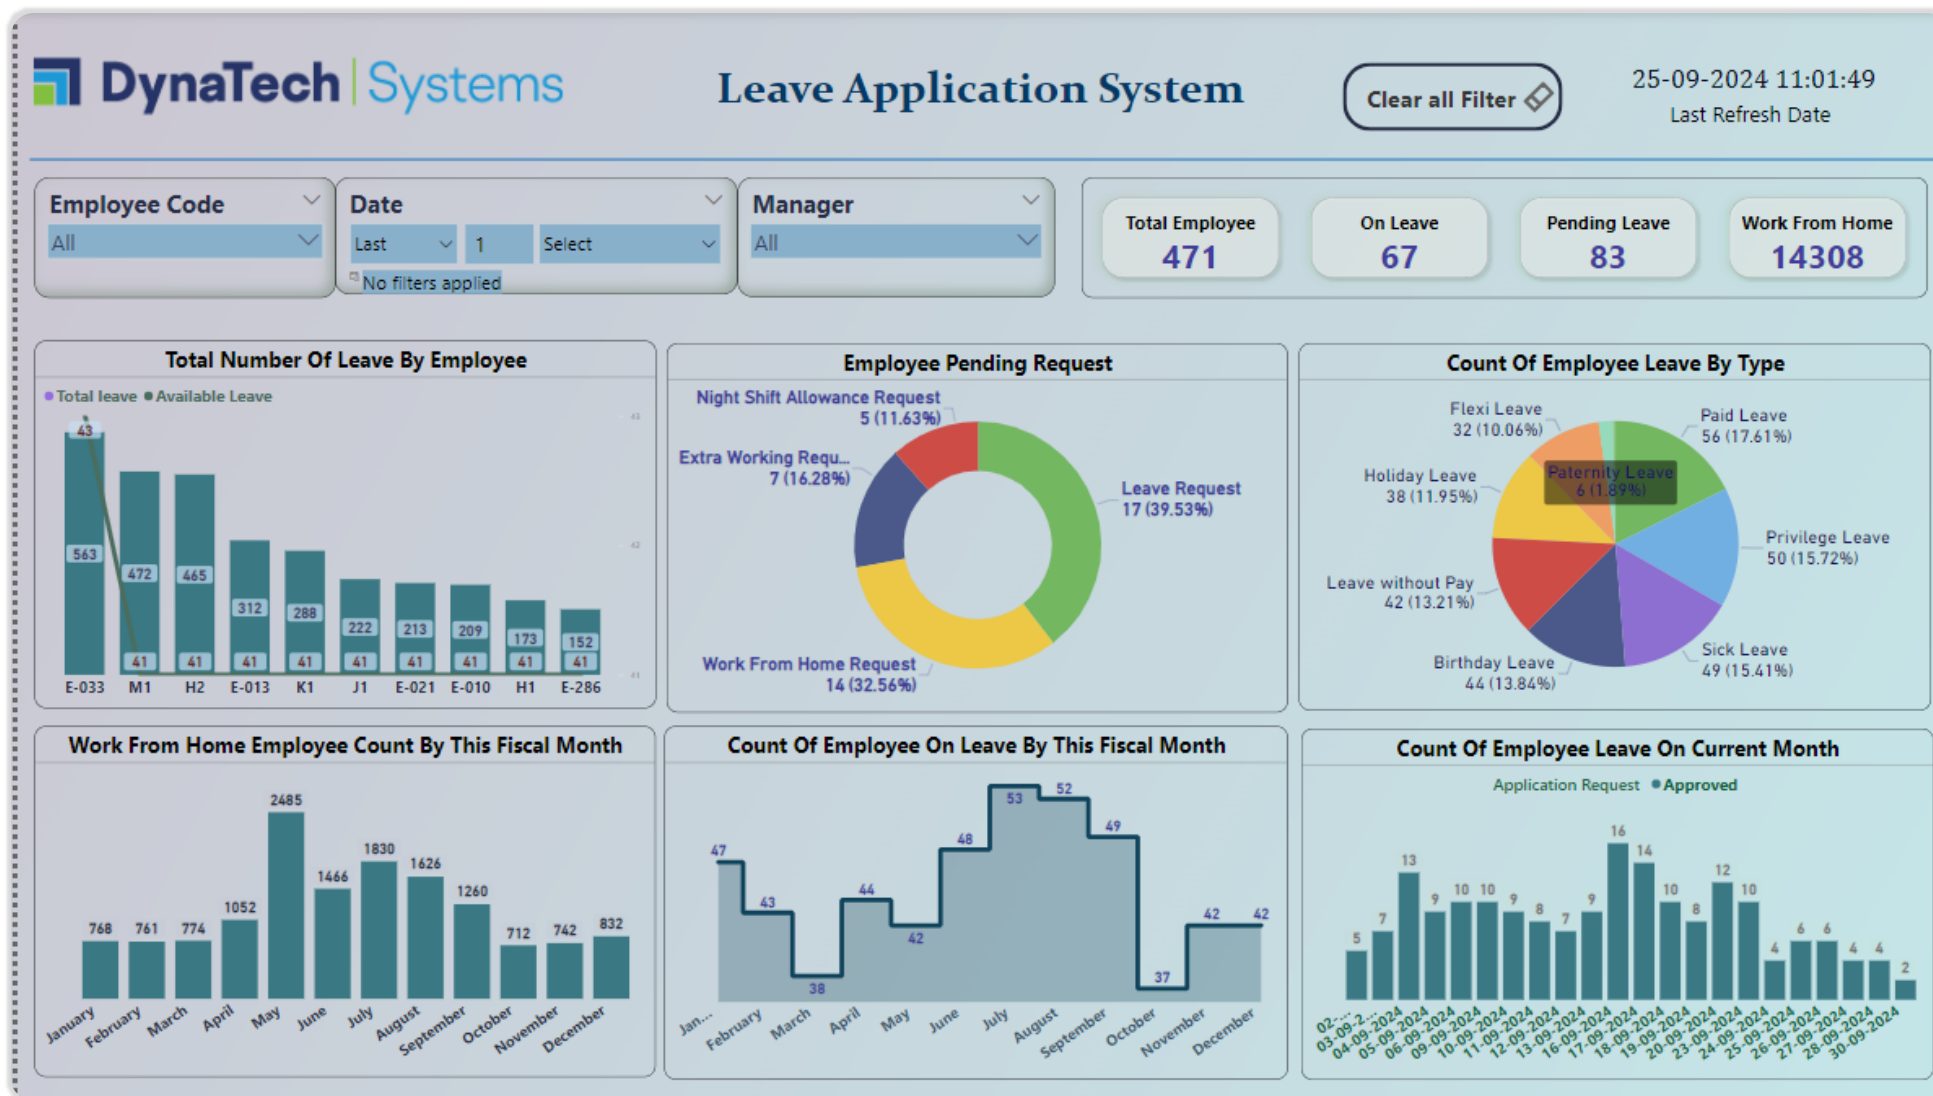 DynaTech | Systems
Leave Application System
Clear all Filter
25-09-2024 11:01:49
Last Refresh Date
Employee Code
All
Date
Last
1
Select
No filters applied
Manager
All
Total Employee
471
On Leave
67
Pending Leave
83
Work From Home
14308
Total Number Of Leave By Employee
Total leave
Available Leave
43
563
472
465
312
288
222
213
209
173
152
41
41
41
41
41
41
41
41
41
43
42
41
E-033
M1
H2
E-013
K1
J1
E-021
E-010
H1
E-286
Employee Pending Request
Night Shift Allowance Request
5 (11.63%)
Extra Working Requ...
7 (16.28%)
Leave Request
17 (39.53%)
Work From Home Request
14 (32.56%)
Count Of Employee Leave By Type
Flexi Leave
32 (10.06%)
Paid Leave
56 (17.61%)
Holiday Leave
38 (11.95%)
Paternity Leave
6 (1.89%)
Privilege Leave
50 (15.72%)
Leave without Pay
42 (13.21%)
Birthday Leave
44 (13.84%)
Sick Leave
49 (15.41%)
Work From Home Employee Count By This Fiscal Month
768
761
774
1052
2485
1466
1830
1626
1260
712
742
832
January
February
March
April
May
June
July
August
September
October
November
December
Count Of Employee On Leave By This Fiscal Month
47
43
38
44
42
48
53
52
49
37
42
42
Jan...
February
March
April
May
June
July
August
September
October
November
December
Count Of Employee Leave On Current Month
Application Request
Approved
5
7
13
9
10
10
9
8
7
9
16
14
10
8
12
10
4
6
6
4
4
2
02-...
03-09-2...
04-09-2024
05-09-2024
06-09-2024
09-09-2024
10-09-2024
11-09-2024
12-09-2024
13-09-2024
16-09-2024
17-09-2024
18-09-2024
19-09-2024
20-09-2024
23-09-2024
24-09-2024
25-09-2024
26-09-2024
27-09-2024
28-09-2024
30-09-2024